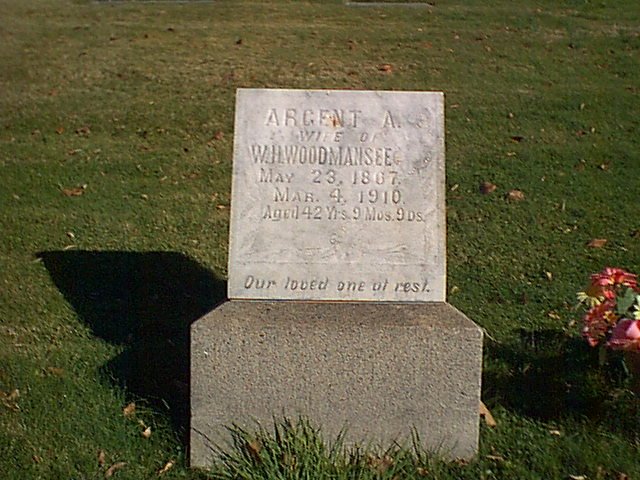 ARGENT A.
WIFE OF
W.H. WOODMANSEE
MAY 23, 1867.
MAR. 4, 1910.
Aged 42 Yrs. 9 Mos. 9 Ds.
Our loved one at rest.